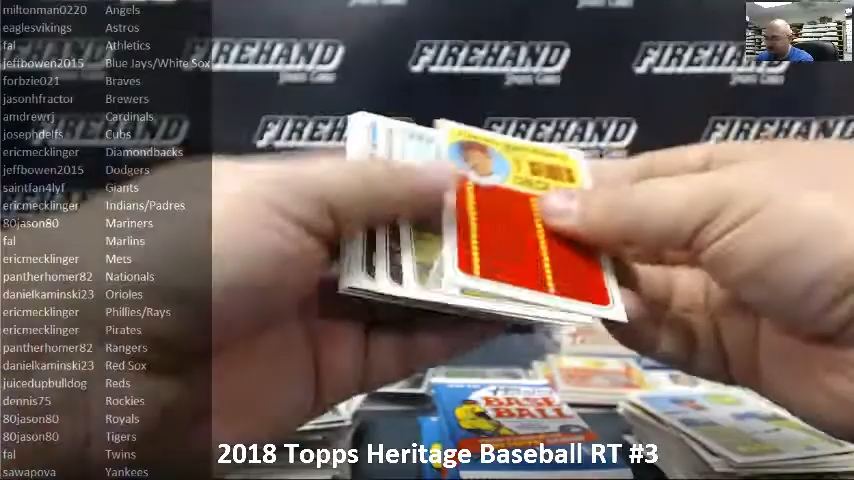 miltonman0220 Angels
eaglesvikings Astros
fal Athletics
jeffbowen2015 Blue Jays/White Sox
forbzie021 Braves
jasonhfractor Brewers
amdrewrj Cardinals
josephdelfs Cubs
ericmecklinger Diamondbacks
jeffbowen2015 Dodgers
saintfan4lyf Giants
ericmecklinger Indians/Padres
80jason80 Mariners
fal Marlins
ericmecklinger Mets
pantherhomer82 Nationals
danielkaminski23 Orioles
ericmecklinger Phillies/Rays
ericmecklinger Pirates
pantherhomer82 Rangers
danielkaminski23 Red Sox
juicedupbulldog Reds
dennis75 Rockies
80jason80 Royals
80jason80 Tigers
fal Twins
sawapova Yankees
FIREHAND
FIREHAND
FIREHAND
FIREH
FIREHAND
FIREHAND
BASE
BALL
2018 Topps Heritage Baseball RT #3